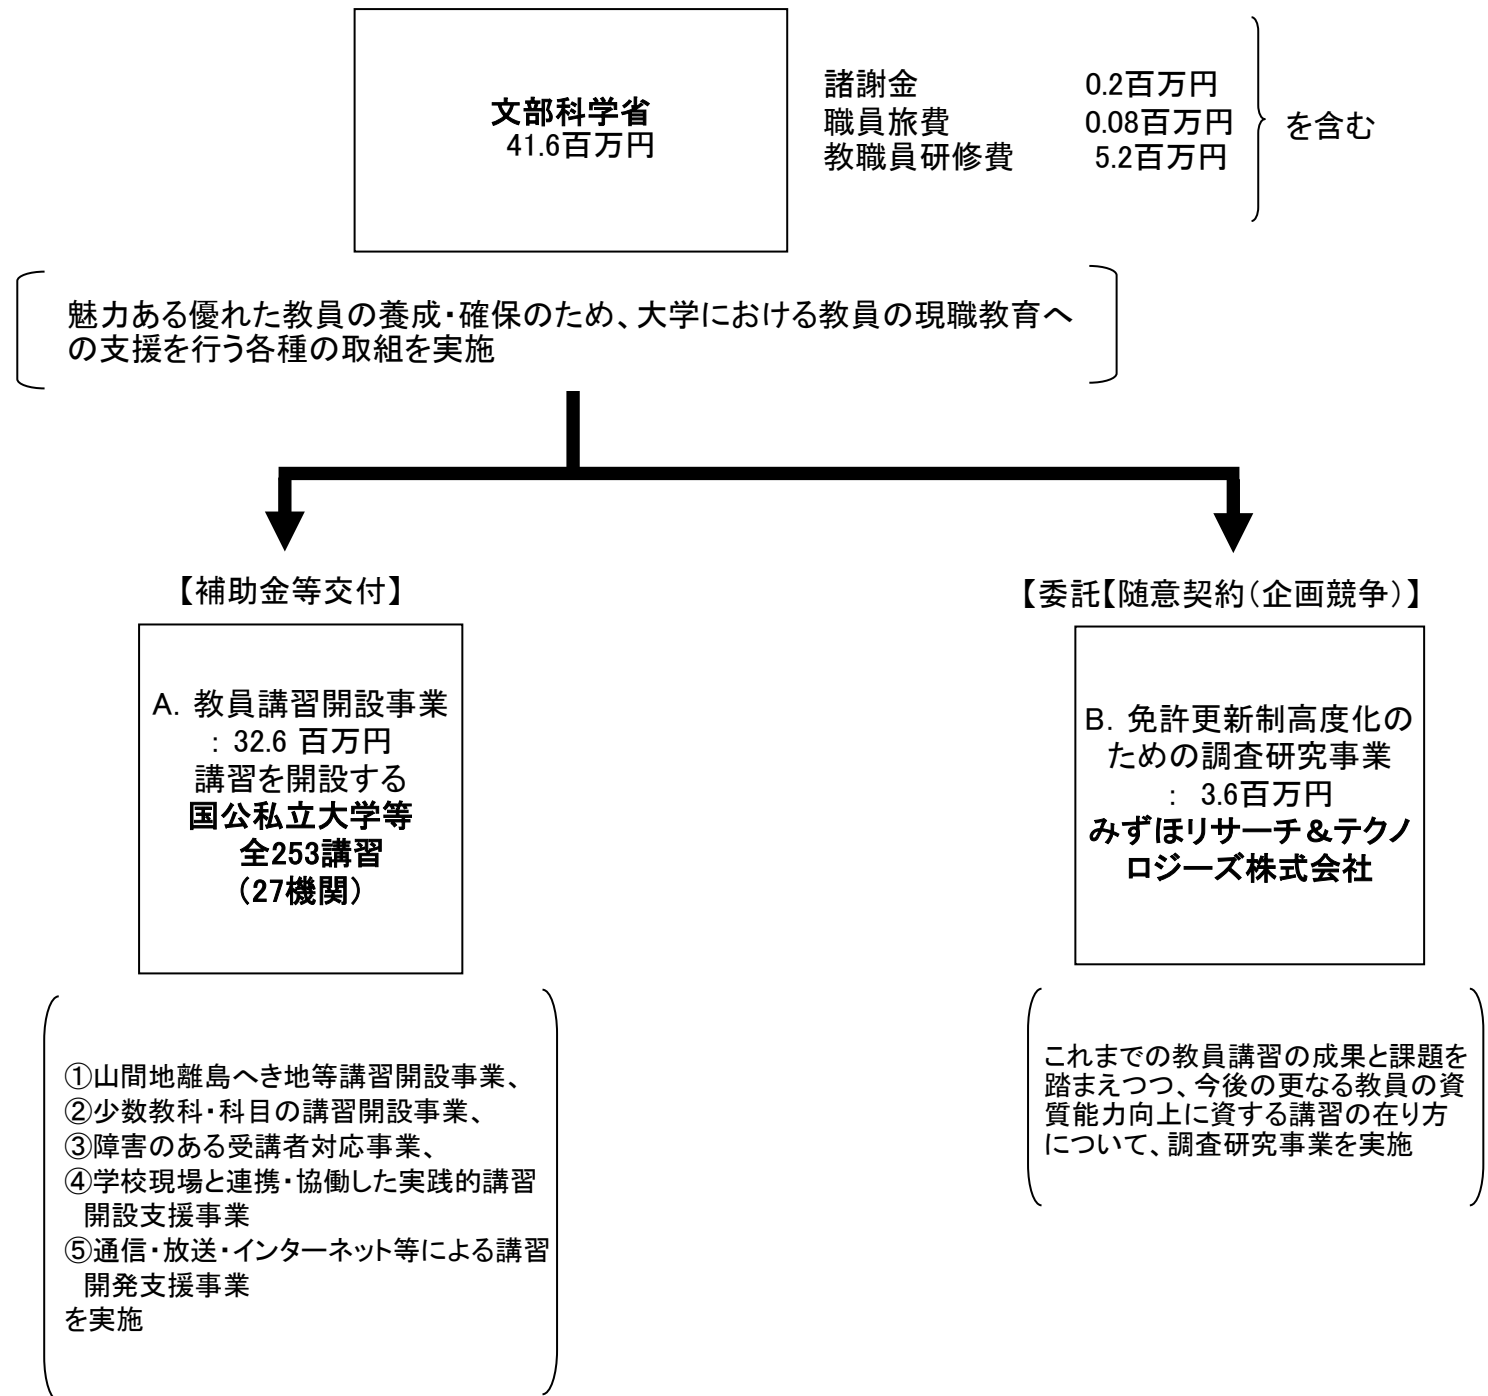 文部科学省
41.6百万円
諸謝金 0.2百万円
職員旅費 0.08百万円
教職員研修費 5.2百万円
を含む
魅力ある優れた教員の養成・確保のため、大学における教員の現職教育へ
の支援を行う各種の取組を実施
【補助金等交付】
A. 教員講習開設事業
: 32.6 百万円
講習を開設する
国公私立大学等
全253講習
(27機関)
①山間地離島へき地等講習開設事業、
②少数教科・科目の講習開設事業、
③障害のある受講者対応事業、
④学校現場と連携・協働した実践的講習
開設支援事業
⑤通信・放送・インターネット等による講習
開発支援事業
を実施
【委託【随意契約(企画競争)】
B. 免許更新制高度化の
ための調査研究事業
: 3.6百万円
みずほリサーチ&テクノ
ロジーズ株式会社
これまでの教員講習の成果と課題を
踏まえつつ、今後の更なる教員の資
質能力向上に資する講習の在り方
について、調査研究事業を実施